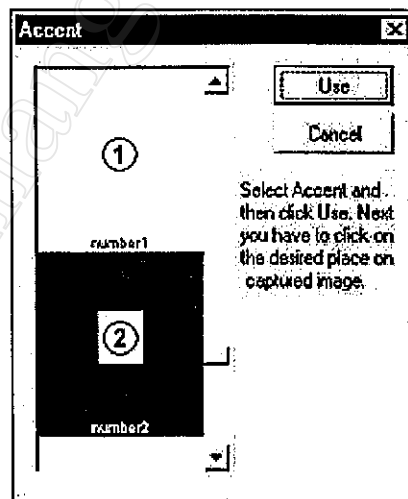 Accent
Use
Cancel
①
number1
②
number2
Select Accent and
then click Use. Next
you have to click on
the desired place on
captured image.